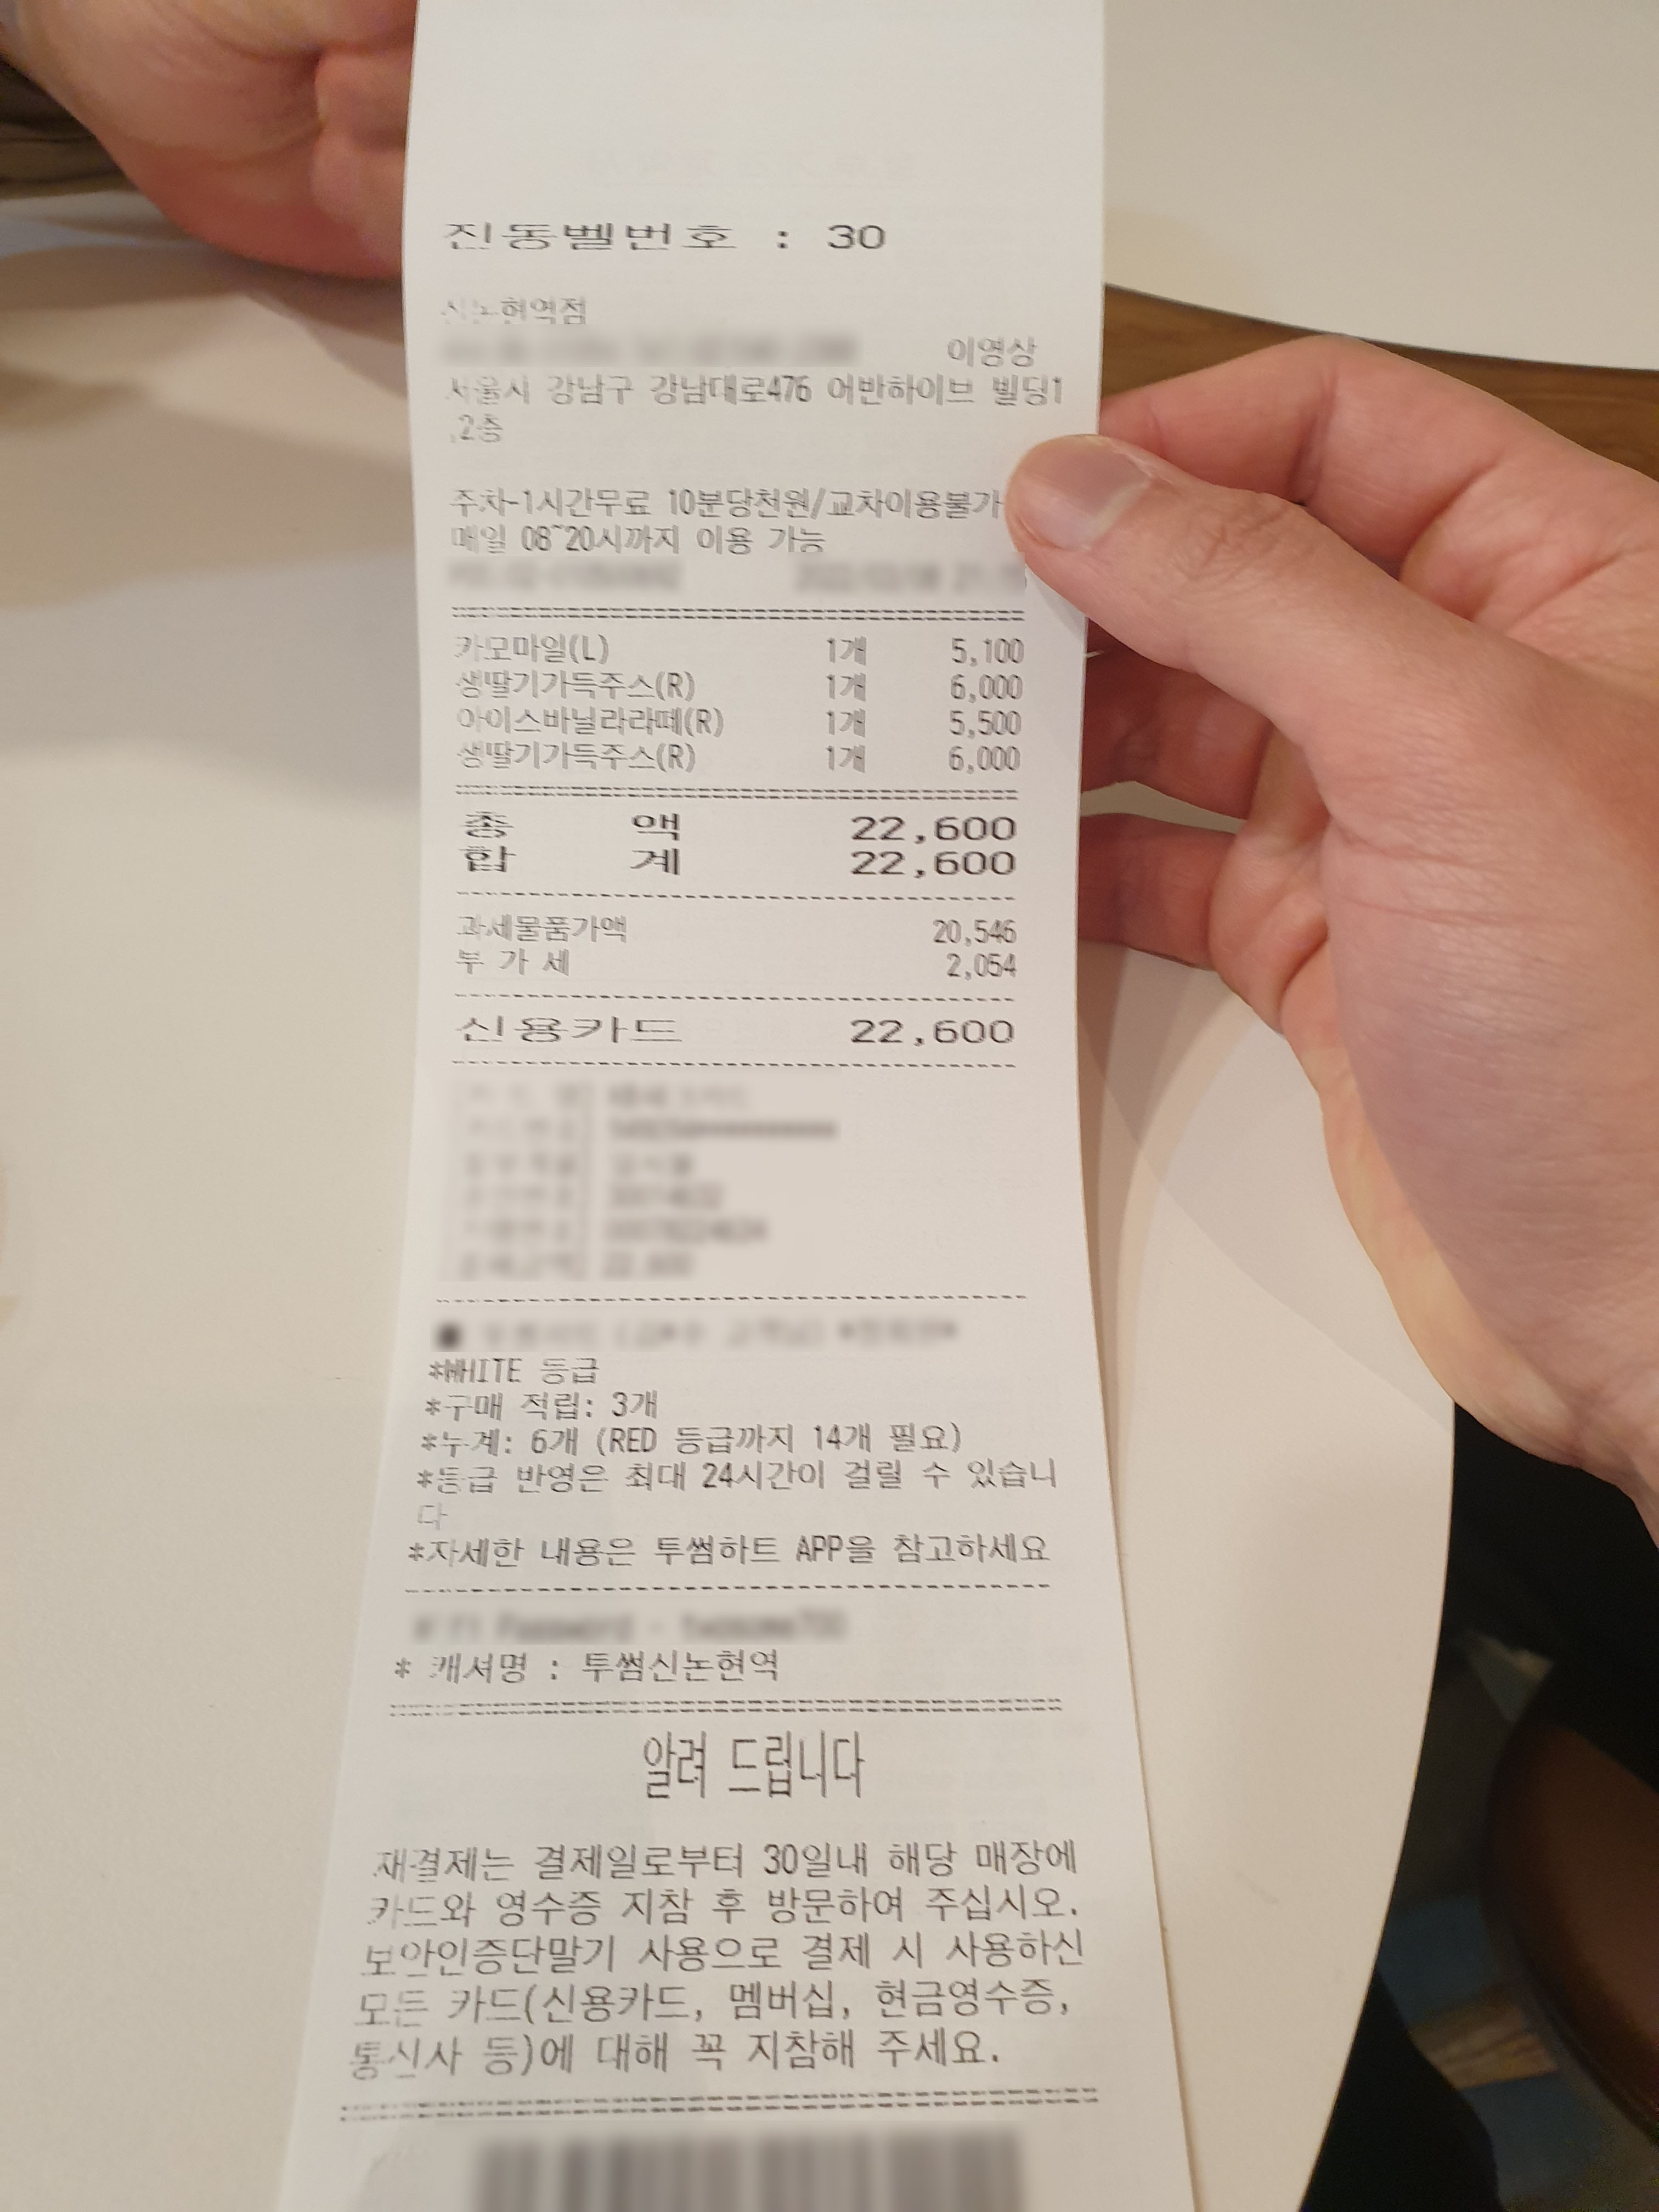 진동벨번호 : 30
신논현역점
이영상
서울시 강남구 강남대로476 어반하이브 빌딩1
,2층
주차-1시간무료 10분당천원/교차이용불가
매일 08~20시까지 이용 가능
카모마일(L) 1개 5,100
생딸기가득주스(R) 1개 6,000
아이스바닐라라떼(R) 1개 5,500
생딸기가득주스(R) 1개 6,000
총 액 22,600
합 계 22,600
과세물품가액 20,546
부 가 세 2,054
신용카드 22,600
*WHITE 등급
*구매 적립: 3개
*누계: 6개 (RED 등급까지 14개 필요)
*등급 반영은 최대 24시간이 걸릴 수 있습니
다
*자세한 내용은 투썸하트 APP을 참고하세요
* 캐셔명 : 투썸신논현역
알려 드립니다
재결제는 결제일로부터 30일내 해당 매장에
카드와 영수증 지참 후 방문하여 주십시오.
보안인증단말기 사용으로 결제 시 사용하신
모든 카드(신용카드, 멤버십, 현금영수증,
통신사 등)에 대해 꼭 지참해 주세요.